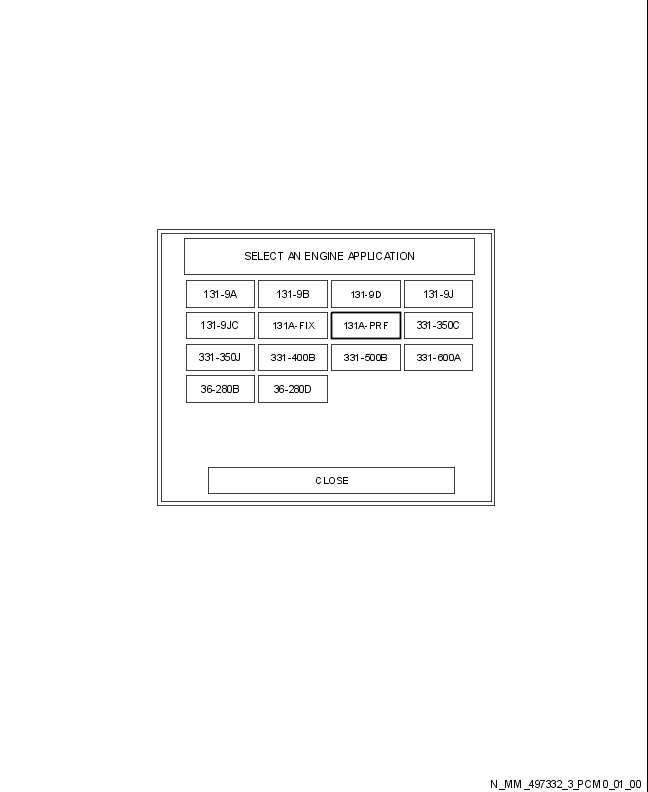 SELECT AN ENGINE APPLICATION
131-9A 131-9B 131-9D 131-9J
131-9JC 131A-FIX 131A-PRF 331-350C
331-350J 331-400B 331-500B 331-600A
36-280B 36-280D
CLOSE
N_MM_497332_3_PCM0_01_00